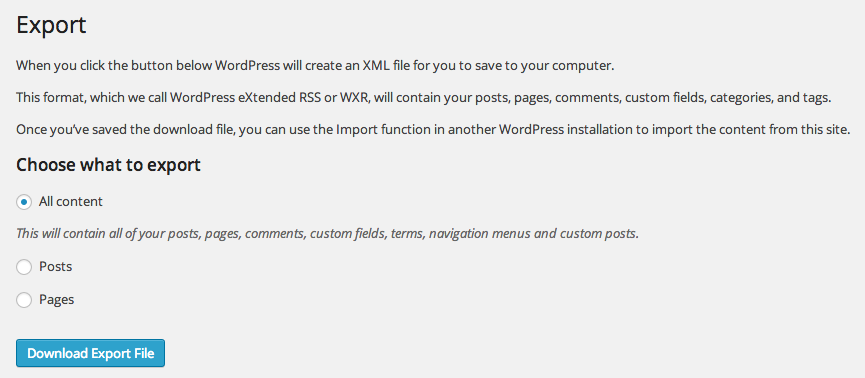 Export
When you click the button below WordPress will create an XML file for you to save to your computer.
This format, which we call WordPress eXtended RSS or WXR, will contain your posts, pages, comments, custom fields, categories, and tags.
Once you’ve saved the download file, you can use the Import function in another WordPress installation to import the content from this site.
Choose what to export
All content
This will contain all of your posts, pages, comments, custom fields, terms, navigation menus and custom posts.
Posts
Pages
Download Export File